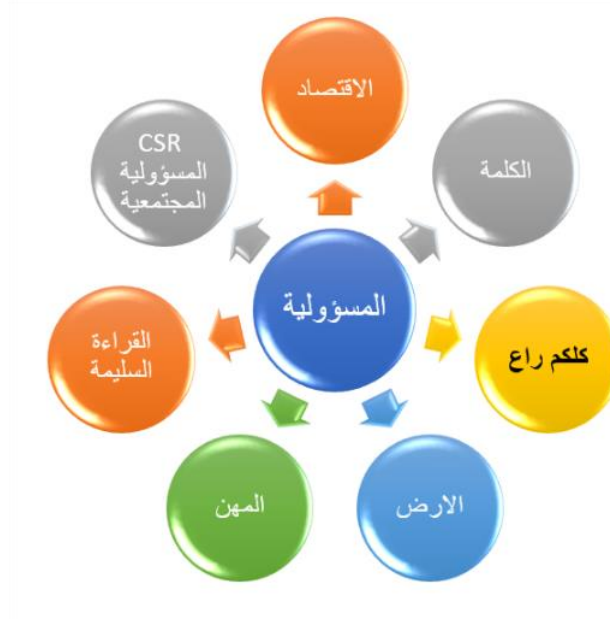 الاقتصاد
الكلمة
كلكم راع
الارض
المهن
القراءة
السليمة
CSR
المسؤولية
المجتمعية
المسؤولية